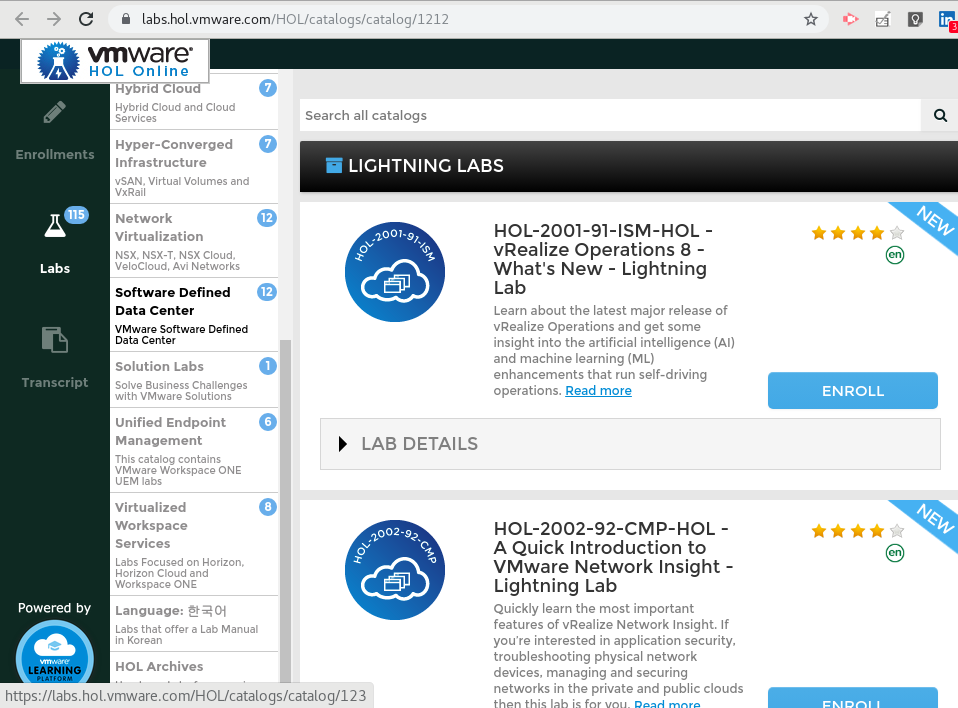 labs.hol.vmware.com/HOL/catalogs/catalog/1212
3
vmware®
HOL Online
Enrollments
115
Labs
Transcript
Powered by
vmware®
LEARNING
PLATFORM
Hybrid Cloud
7
Hybrid Cloud and Cloud
Services
Hyper-Converged
Infrastructure
7
vSAN, Virtual Volumes and
VxRail
Network
Virtualization
12
NSX, NSX-T, NSX Cloud,
VeloCloud, Avi Networks
Software Defined
Data Center
12
VMware Software Defined
Data Center
Solution Labs
1
Solve Business Challenges
with VMware Solutions
Unified Endpoint
Management
6
This catalog contains
VMware Workspace ONE
UEM labs
Virtualized
Workspace
Services
8
Labs Focused on Horizon,
Horizon Cloud and
Workspace ONE
Language: 한국어
Labs that offer a Lab Manual
in Korean
HOL Archives
Search all catalogs
LIGHTNING LABS
HOL-2001-91-ISM
HOL-2001-91-ISM-HOL -
vRealize Operations 8 -
What's New - Lightning
Lab
Learn about the latest major release of
vRealize Operations and get some
insight into the artificial intelligence (AI)
and machine learning (ML)
enhancements that run self-driving
operations. Read more
NEW
en
ENROLL
LAB DETAILS
HOL-2002-92-CMP
HOL-2002-92-CMP-HOL -
A Quick Introduction to
VMware Network Insight -
Lightning Lab
Quickly learn the most important
features of vRealize Network Insight. If
you're interested in application security,
troubleshooting physical network
devices, managing and securing
networks in the private and public clouds
then this lab is for you. Read more
NEW
en
ENROLL
https://labs.hol.vmware.com/HOL/catalogs/catalog/123